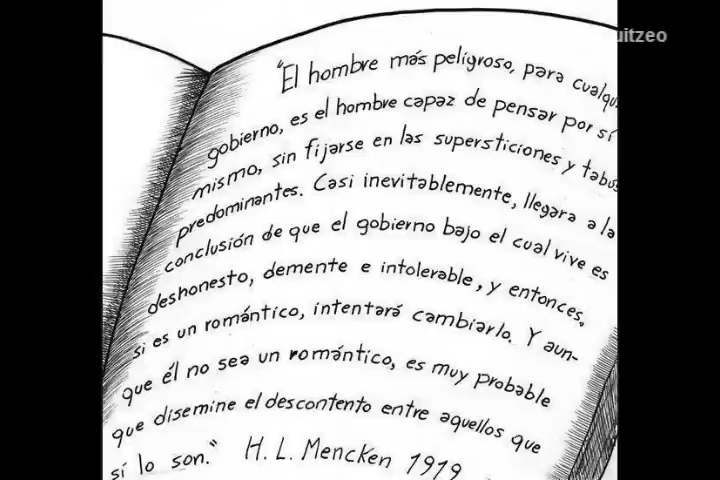 uitzeo
"El hombre más peligroso, para cualqu
gobierno, es el hombre capaz de pensar por sí
mismo, sin fijarse en las supersticiones y tabus
predominantes. Casi inevitablemente, llegara a la
conclusión de que el gobierno bajo el cual vive es
deshonesto, demente e intolerable, y entonces,
si es un romántico, intentará cambiarlo. Y aun-
que él no sea un romántico, es muy probable
que disemine el descontento entre aquellos que
sí lo son." H. L. Mencken 1919